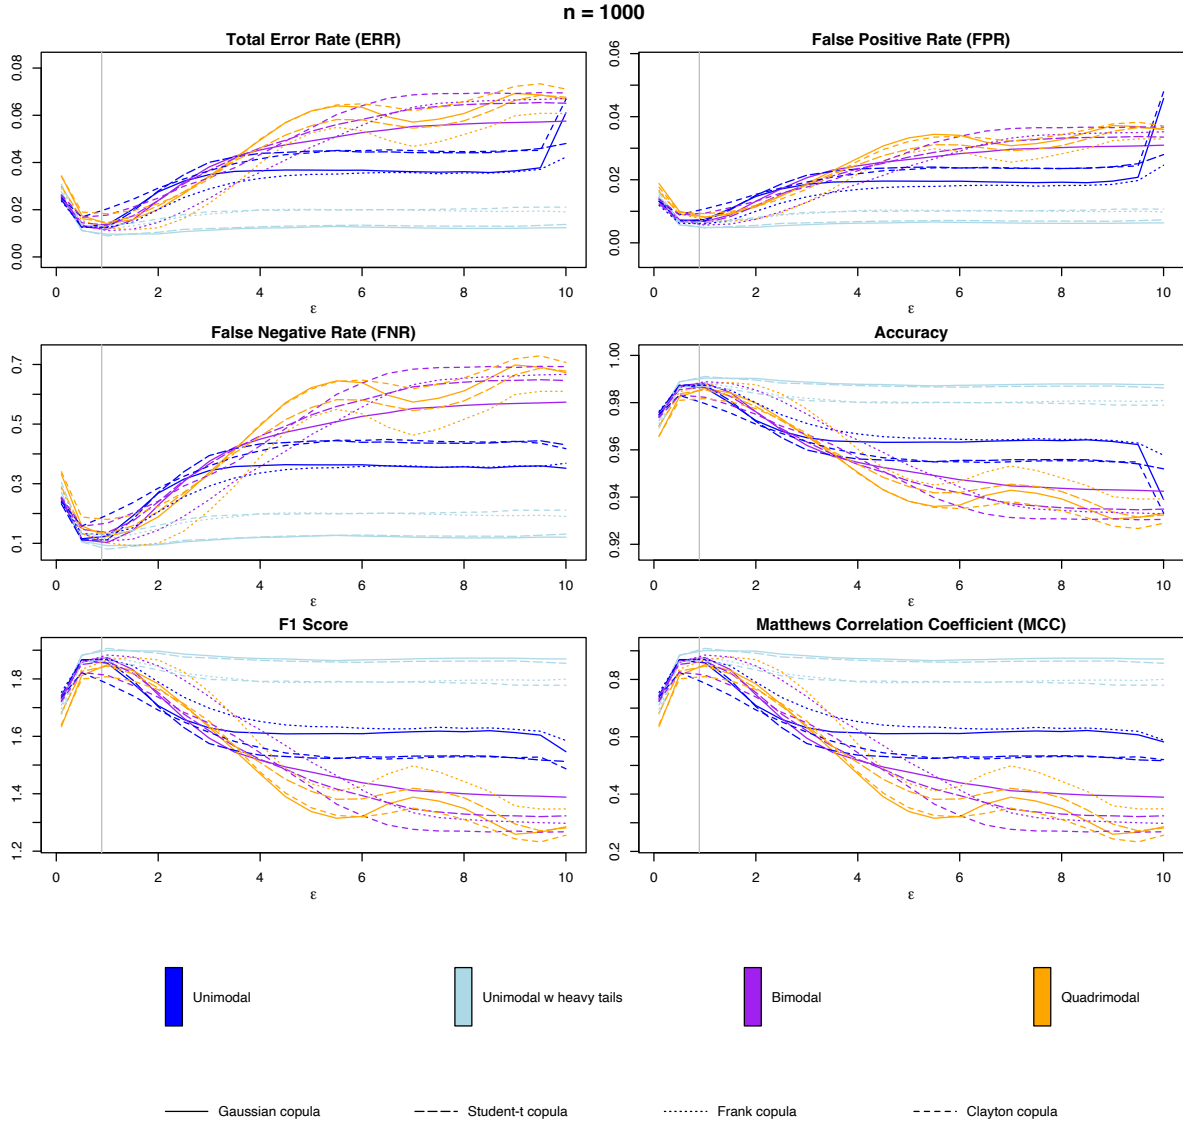 n = 1000
Total Error Rate (ERR)
0.00 0.02 0.04 0.06 0.08
0 2 4 6 8 10
ε
False Positive Rate (FPR)
0.00 0.02 0.04 0.06
0 2 4 6 8 10
ε
False Negative Rate (FNR)
0.1 0.3 0.5 0.7
0 2 4 6 8 10
ε
Accuracy
0.92 0.94 0.96 0.98 1.00
0 2 4 6 8 10
ε
F1 Score
1.2 1.4 1.6 1.8
0 2 4 6 8 10
ε
Matthews Correlation Coefficient (MCC)
0.2 0.4 0.6 0.8
0 2 4 6 8 10
ε
Unimodal
Unimodal w heavy tails
Bimodal
Quadrimodal
Gaussian copula
Student-t copula
Frank copula
Clayton copula